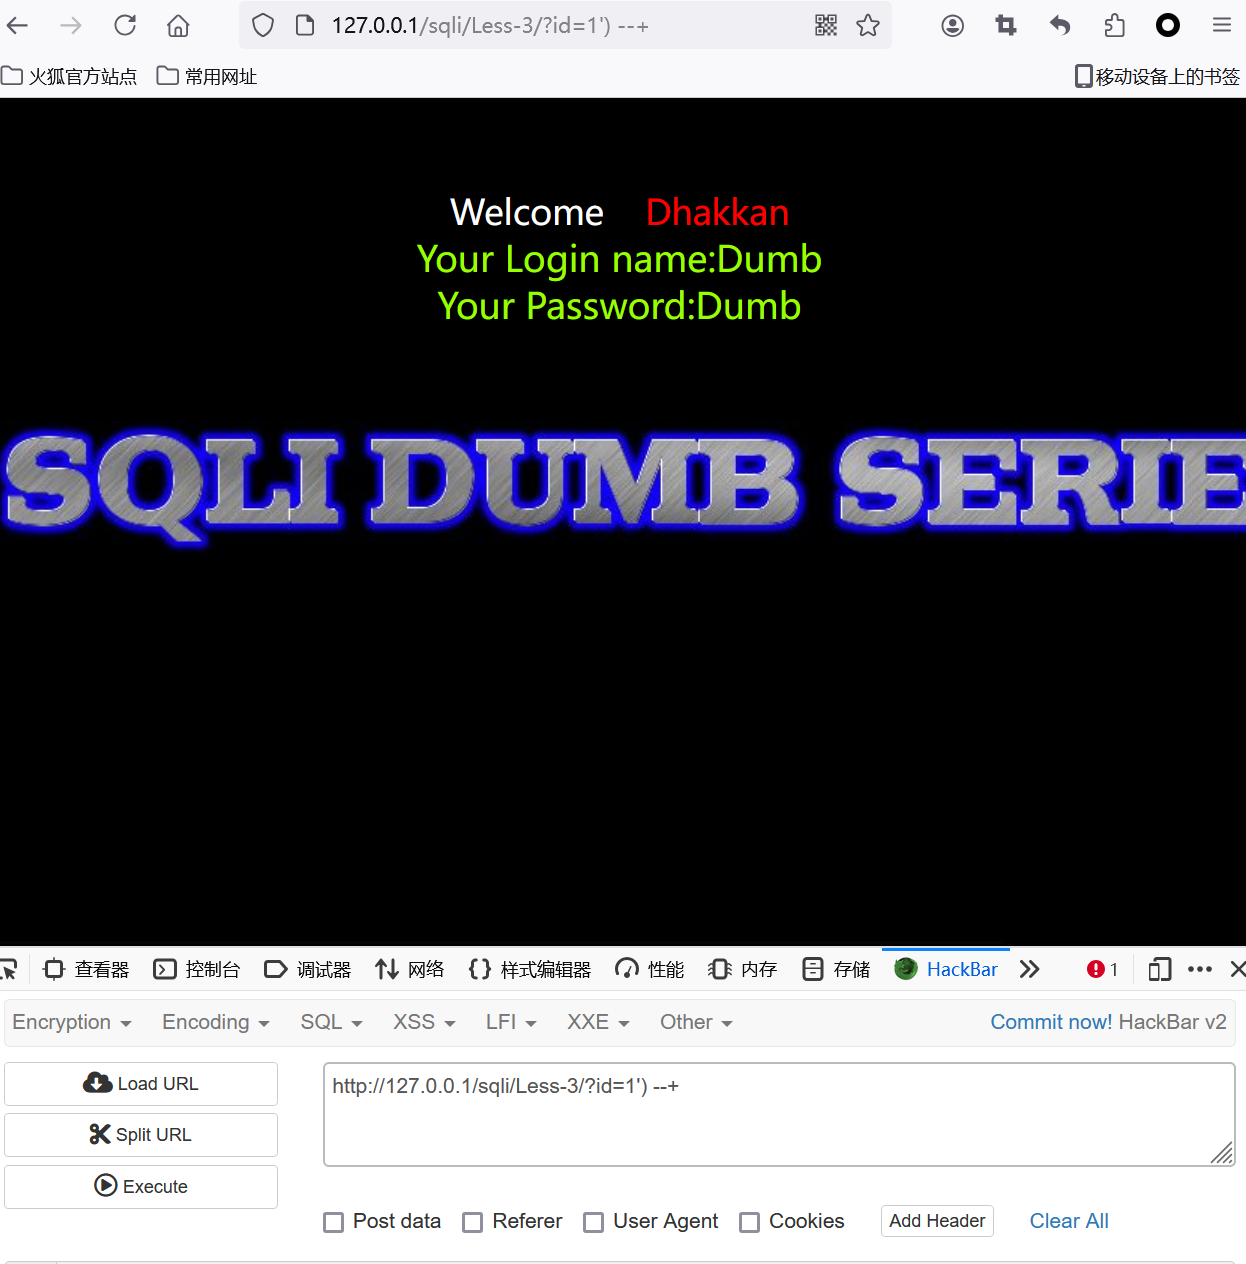 127.0.0.1/sqli/Less-3/?id=1') --+
火狐官方站点 常用网址 移动设备上的书签
Welcome Dhakkan
Your Login name:Dumb
Your Password:Dumb
SQLI DUMB SERIE
查看器 控制台 调试器 网络 {} 样式编辑器 性能 内存 存储 HackBar 1
Encryption Encoding SQL XSS LFI XXE Other Commit now! HackBar v2
Load URL
http://127.0.0.1/sqli/Less-3/?id=1') --+
Split URL
Execute
Post data Referer User Agent Cookies Add Header Clear All